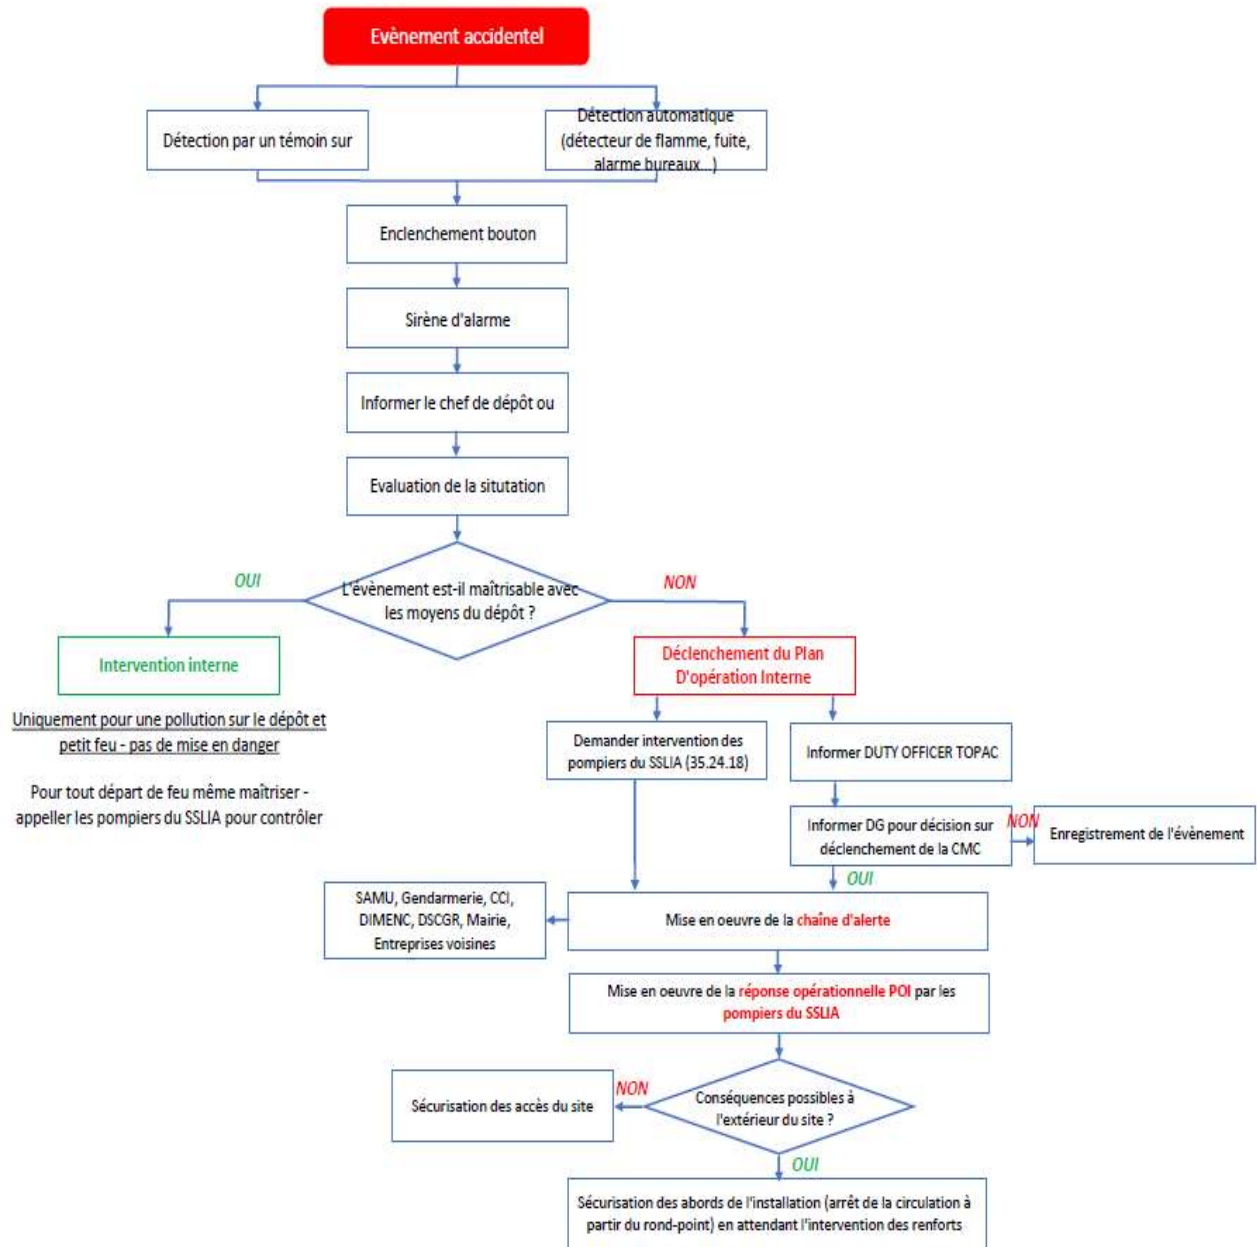 Evènement accidentel
Détection par un témoin sur
Détection automatique
(détecteur de flamme, fuite,
alarme bureaux...)
Enclenchement bouton
Sirène d'alarme
Informer le chef de dépôt ou
Evaluation de la situtation
L'évènement est-il maîtrisable avec
les moyens du dépôt ?
OUI
NON
Intervention interne
Uniquement pour une pollution sur le dépôt et
petit feu - pas de mise en danger
Pour tout départ de feu même maîtriser -
appeller les pompiers du SSLIA pour contrôler
Déclenchement du Plan
D'opération Interne
Demander intervention des
pompiers du SSLIA (35.24.18)
Informer DUTY OFFICER TOPAC
Informer DG pour décision sur
déclenchement de la CMC
NON
Enregistrement de l'évènement
OUI
SAMU, Gendarmerie, CCI,
DIMENC, DSCGR, Mairie,
Entreprises voisines
Mise en oeuvre de la chaîne d'alerte
Mise en oeuvre de la réponse opérationnelle POI par les
pompiers du SSLIA
Conséquences possibles à
l'extérieur du site ?
NON
Sécurisation des accès du site
OUI
Sécurisation des abords de l'installation (arrêt de la circulation à
partir du rond-point) en attendant l'intervention des renforts